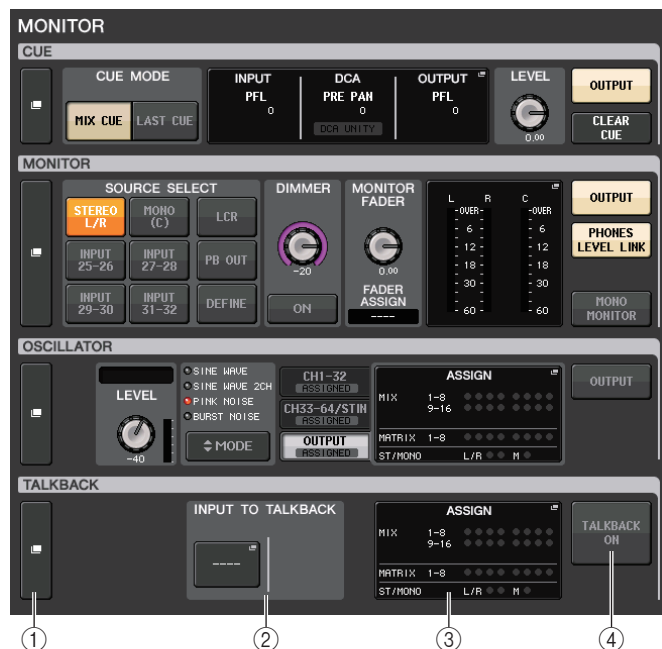 MONITOR
CUE
CUE MODE
MIX CUE
LAST CUE
INPUT
PFL
0
DCA
PRE PAN
0
DCA UNITY
OUTPUT
PFL
0
LEVEL
0.00
OUTPUT
CLEAR
CUE
MONITOR
SOURCE SELECT
STEREO
L/R
MONO
(C)
LCR
INPUT
25-26
INPUT
27-28
PB OUT
INPUT
29-30
INPUT
31-32
DEFINE
DIMMER
-20
ON
MONITOR
FADER
0.00
FADER
ASSIGN
----
L R C
-OVER- -OVER
- 6 - - 6
- 12 - - 12
- 18 - - 18
- 30 - - 30
- 60 - - 60
OUTPUT
PHONES
LEVEL LINK
MONO
MONITOR
OSCILLATOR
LEVEL
-40
SINE WAVE
SINE WAVE 2CH
PINK NOISE
BURST NOISE
MODE
CH1-32
ASSIGNED
CH33-64/STIN
ASSIGNED
OUTPUT
ASSIGNED
ASSIGN
MIX 1-8
9-16
MATRIX 1-8
ST/MONO L/R M
OUTPUT
TALKBACK
INPUT TO TALKBACK
----
ASSIGN
MIX 1-8
9-16
MATRIX 1-8
ST/MONO L/R M
TALKBACK
ON
① ② ③ ④